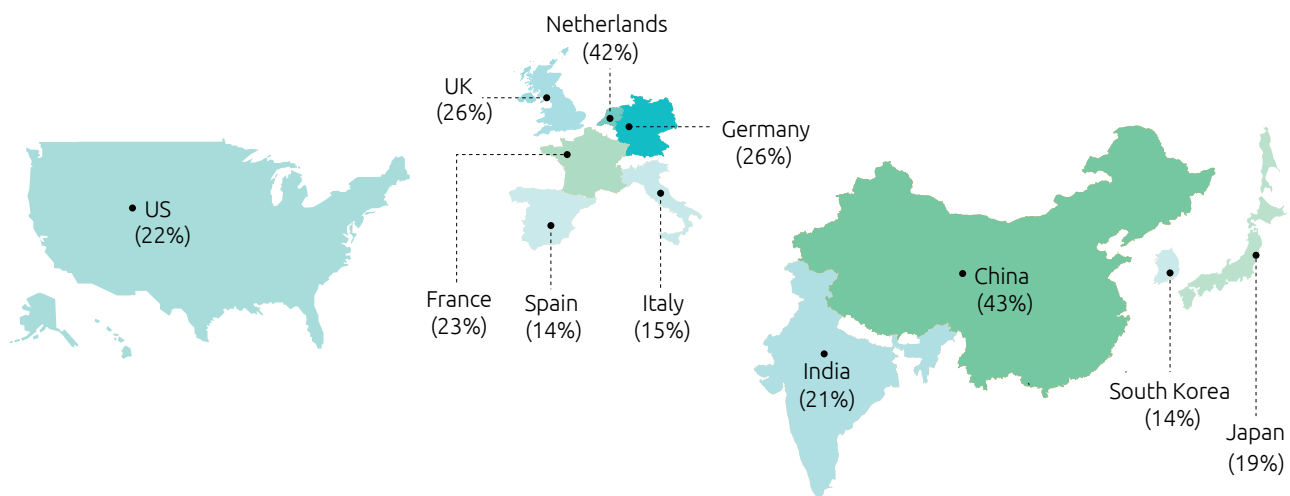 Netherlands
(42%)
UK
(26%)
Germany
(26%)
US
(22%)
France
(23%)
Spain
(14%)
Italy
(15%)
China
(43%)
India
(21%)
South Korea
(14%)
Japan
(19%)